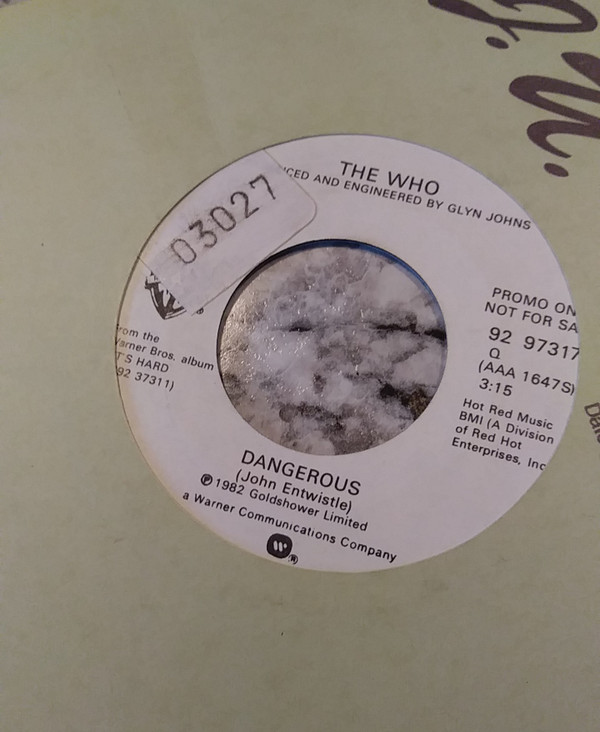 J. N.
THE WHO
CED AND ENGINEERED BY GLYN JOHNS
03027
PROMO ON
NOT FOR SA
92 97317
Q
(AAA 1647S)
3:15
Hot Red Music
BMI (A Division
of Red Hot
Enterprises, Inc
rom the
Warner Bros. album
T'S HARD
92 37311)
DANGEROUS
(John Entwistle)
℗ 1982 Goldshower Limited
a Warner Communications Company
W ®